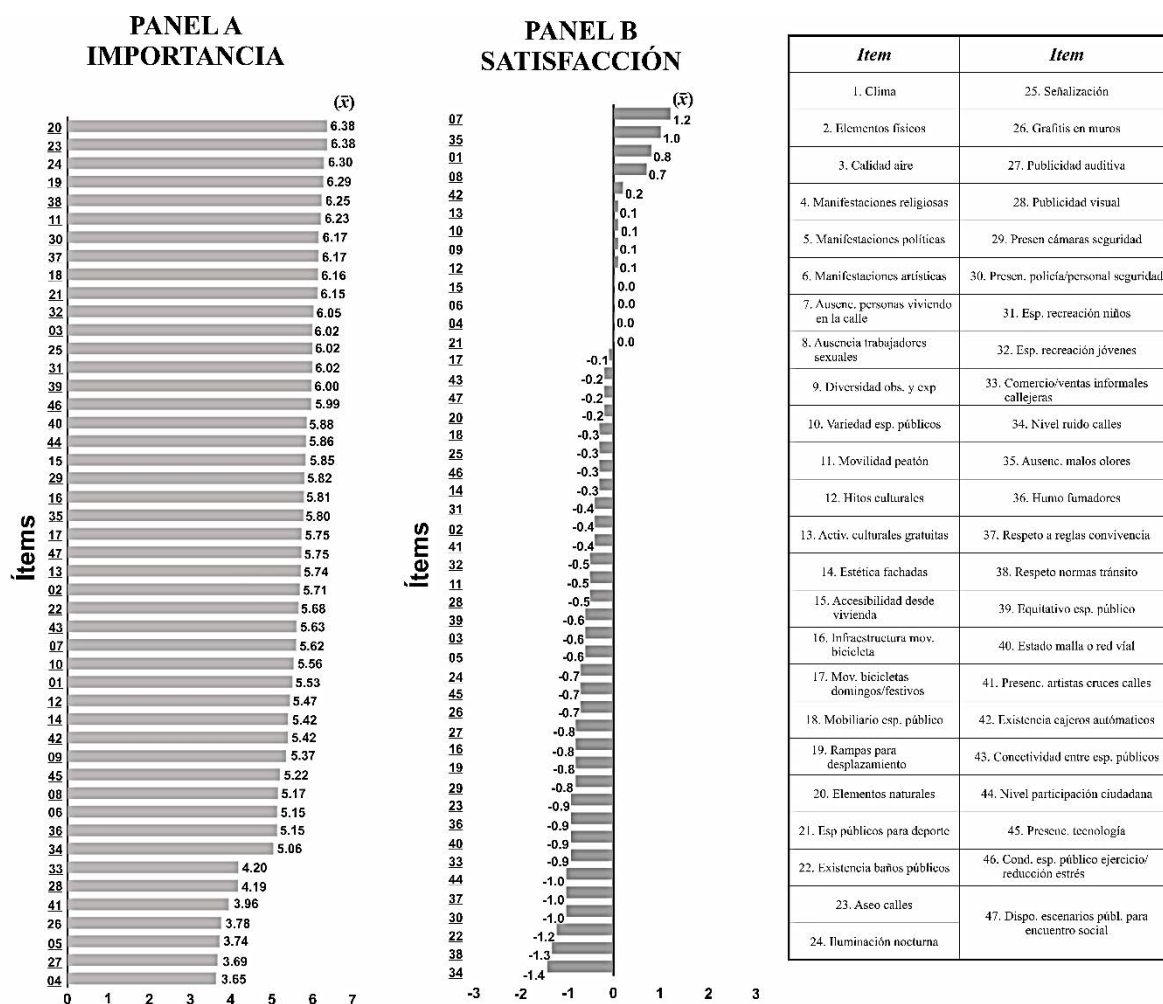 PANEL A
IMPORTANCIA
(x̄)
Ítems
20 6.38
23 6.38
24 6.30
19 6.29
38 6.25
11 6.23
30 6.17
37 6.17
18 6.16
21 6.15
32 6.05
03 6.02
25 6.02
31 6.02
39 6.00
46 5.99
40 5.88
44 5.86
15 5.85
29 5.82
16 5.81
35 5.80
17 5.75
47 5.75
13 5.74
02 5.71
22 5.68
43 5.63
07 5.62
10 5.56
01 5.53
12 5.47
14 5.42
42 5.42
09 5.37
45 5.22
08 5.17
06 5.15
36 5.15
34 5.06
33 4.20
28 4.19
41 3.96
26 3.78
05 3.74
27 3.69
04 3.65
0 1 2 3 4 5 6 7
PANEL B
SATISFACCIÓN
(x̄)
Ítems
07
35
01
08
42
13
10
09
12
15
06
04
21
17
43
47
20
18
25
46
14
31
02
41
32
11
28
39
03
05
24
45
26
27
16
19
29
23
36
33
44
37
30
22
38
34
1.2
1.0
0.8
0.7
0.2
0.1
0.1
0.1
0.1
0.0
0.0
0.0
0.0
-0.1
-0.2
-0.2
-0.2
-0.3
-0.3
-0.3
-0.3
-0.4
-0.4
-0.4
-0.5
-0.5
-0.5
-0.6
-0.6
-0.6
-0.7
-0.7
-0.7
-0.8
-0.8
-0.8
-0.8
-0.9
-0.9
-0.9
-0.9
-1.0
-1.0
-1.0
-1.2
-1.3
-1.4
-3 -2 -1 0 1 2 3
Item Item
1. Clima 25. Señalización
2. Elementos físicos 26. Grafitis en muros
3. Calidad aire 27. Publicidad auditiva
4. Manifestaciones religiosas 28. Publicidad visual
5. Manifestaciones políticas 29. Presen cámaras seguridad
6. Manifestaciones artísticas 30. Presen. policía/personal seguridad
7. Ausenc. personas viviendo
en la calle
31. Esp. recreación niños
8. Ausencia trabajadores
sexuales
32. Esp. recreación jóvenes
9. Diversidad obs. y exp
33. Comercio/ventas informales
callejeras
10. Variedad esp. públicos 34. Nivel ruido calles
11. Movilidad peatón 35. Ausenc. malos olores
12. Hitos culturales 36. Humo fumadores
13. Activ. culturales gratuitas 37. Respeto a reglas convivencia
14. Estética fachadas 38. Respeto normas tránsito
15. Accesibilidad desde
vivienda
39. Equitativo esp. público
16. Infraestructura mov.
bicicleta
40. Estado malla o red víal
17. Mov. bicicletas
domingos/festivos
41. Presenc. artistas cruces calles
18. Mobiliario esp. público 42. Existencia cajeros autómaticos
19. Rampas para
desplazamiento
43. Concetividad entre esp. públicos
20. Elementos naturales 44. Nivel participación ciudadana
21. Esp públicos para deporte 45. Presenc. tecnología
22. Existencia baños públicos
46. Cond. esp. público ejercicio/
reducción estrés
23. Aseo calles
24. Iluminación nocturna
47. Dispo. escenarios públ. para
encuentro social